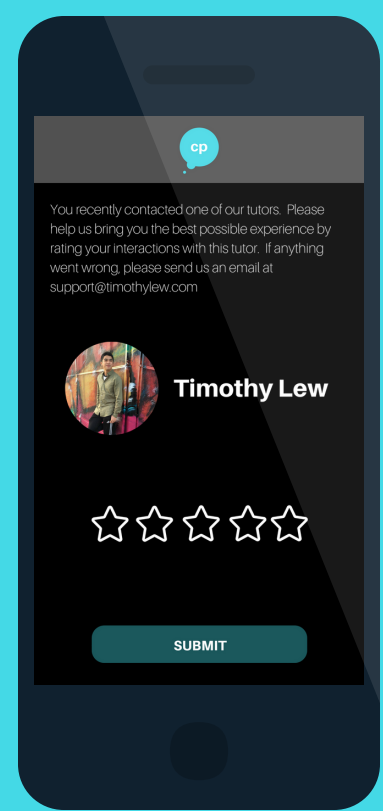 cp
You recently contacted one of our tutors. Please
help us bring you the best possible experience by
rating your interactions with this tutor. If anything
went wrong, please send us an email at
support@timothylew.com
Timothy Lew
SUBMIT